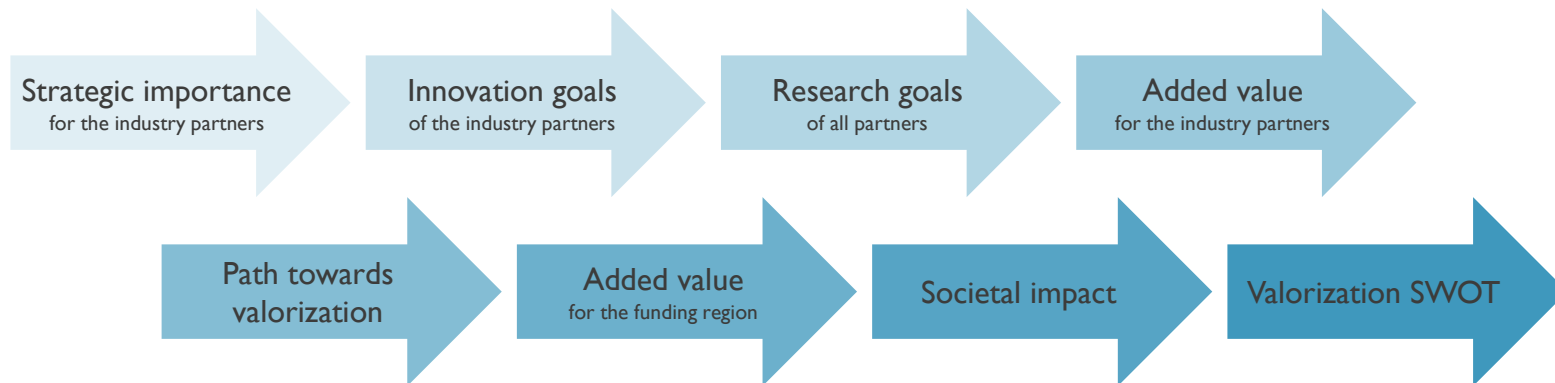 Strategic importance
for the industry partners
Innovation goals
of the industry partners
Research goals
of all partners
Added value
for the industry partners
Path towards
valorization
Added value
for the funding region
Societal impact
Valorization SWOT